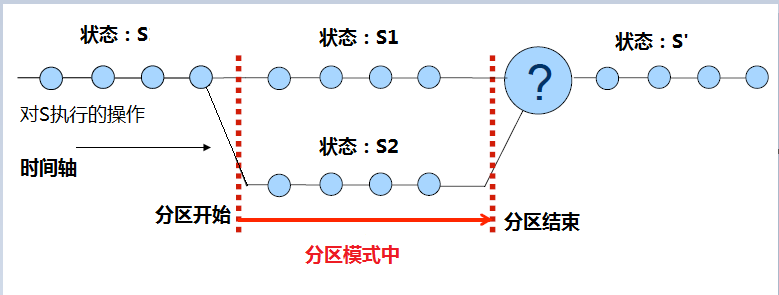 状态：S
状态：S1
状态：S'
?
对S执行的操作
时间轴
状态：S2
分区开始
分区结束
分区模式中